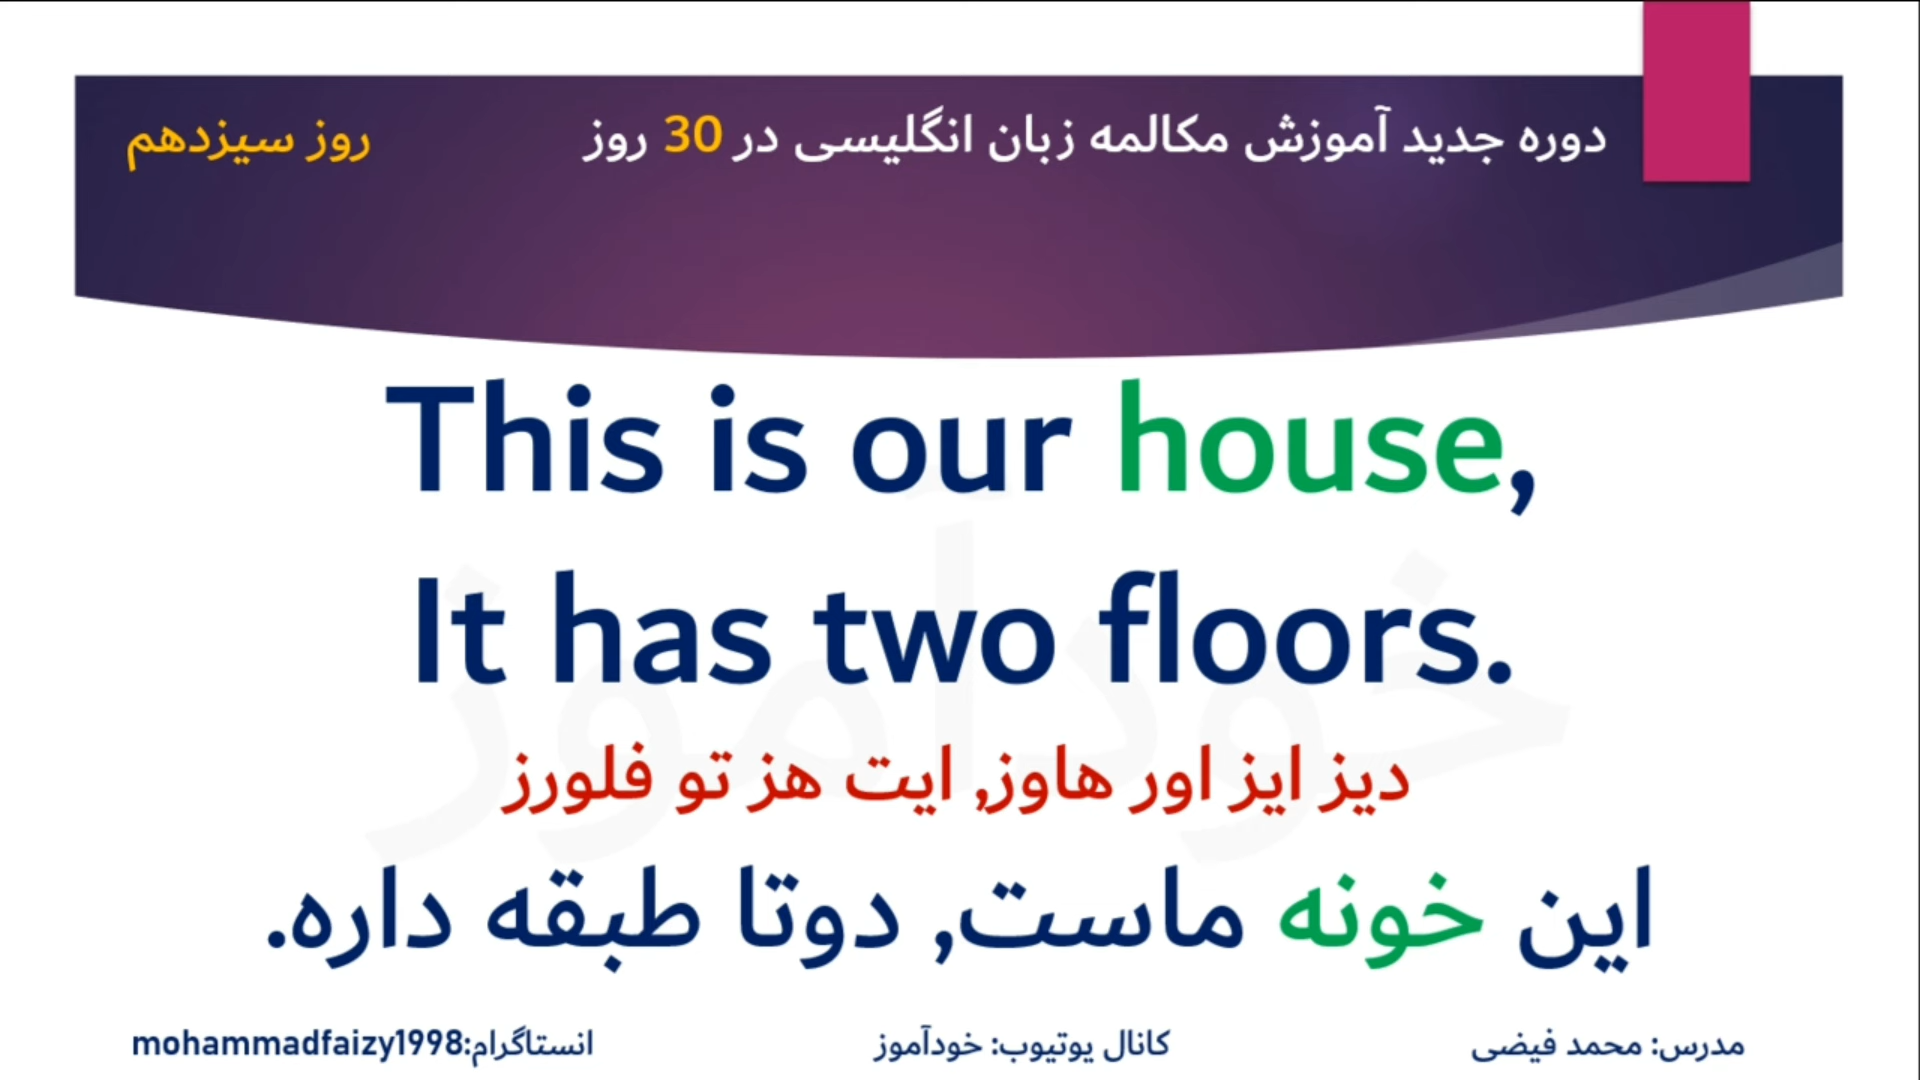 دوره جدید آموزش مکالمه زبان انگلیسی در 30 روز
روز سیزدهم
This is our house,
It has two floors.
دیز ایز اور هاوز, ایت هز تو فلورز
این خونه ماست, دوتا طبقه داره.
خودآموز
مدرس: محمد فیضی
کانال یوتیوب: خودآموز
انستاگرام:mohammadfaizy1998